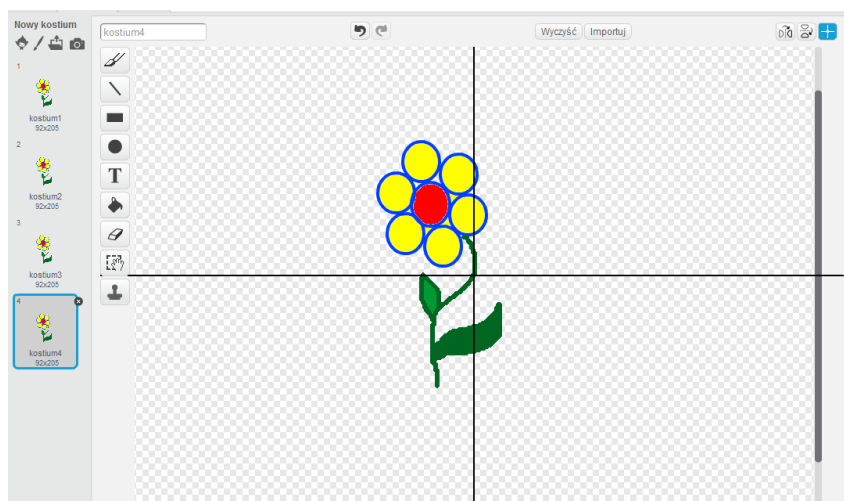 Nowy kostium
kostium4
Wyczyść
Importuj
1
kostium1
92x205
2
kostium2
92x205
3
kostium3
92x205
4
kostium4
92x205
T